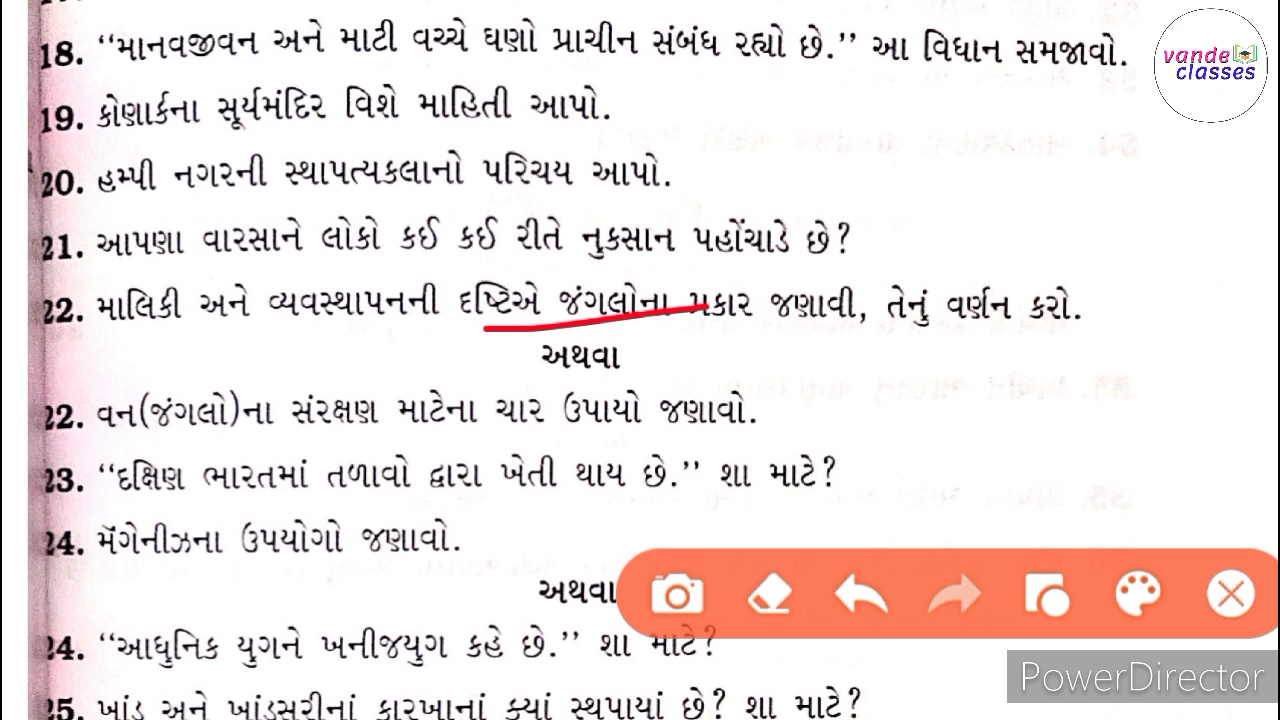 18. “માનવજીવન અને માટી વચ્ચે ઘણો પ્રાચીન સંબંધ રહ્યો છે.” આ વિધાન સમજાવો.
vande classes
19. કોણાર્કના સૂર્યમંદિર વિશે માહિતી આપો.
20. હમ્પી નગરની સ્થાપત્યકલાનો પરિચય આપો.
21. આપણા વારસાને લોકો કઈ કઈ રીતે નુકસાન પહોંચાડે છે?
22. માલિકી અને વ્યવસ્થાપનની દૃષ્ટિએ જંગલોના પ્રકાર જણાવી, તેનું વર્ણન કરો.
અથવા
22. વન(જંગલો)ના સંરક્ષણ માટેના ચાર ઉપાયો જણાવો.
23. “દક્ષિણ ભારતમાં તળાવો દ્વારા ખેતી થાય છે.” શા માટે?
24. મૅંગેનીઝના ઉપયોગો જણાવો.
અથવા
24. “આધુનિક યુગને ખનીજયુગ કહે છે.” શા માટે?
PowerDirector
25. ખાંડ અને ખાંડસરીનાં કારખાનાં ક્યાં સ્થપાયાં છે? શા માટે?